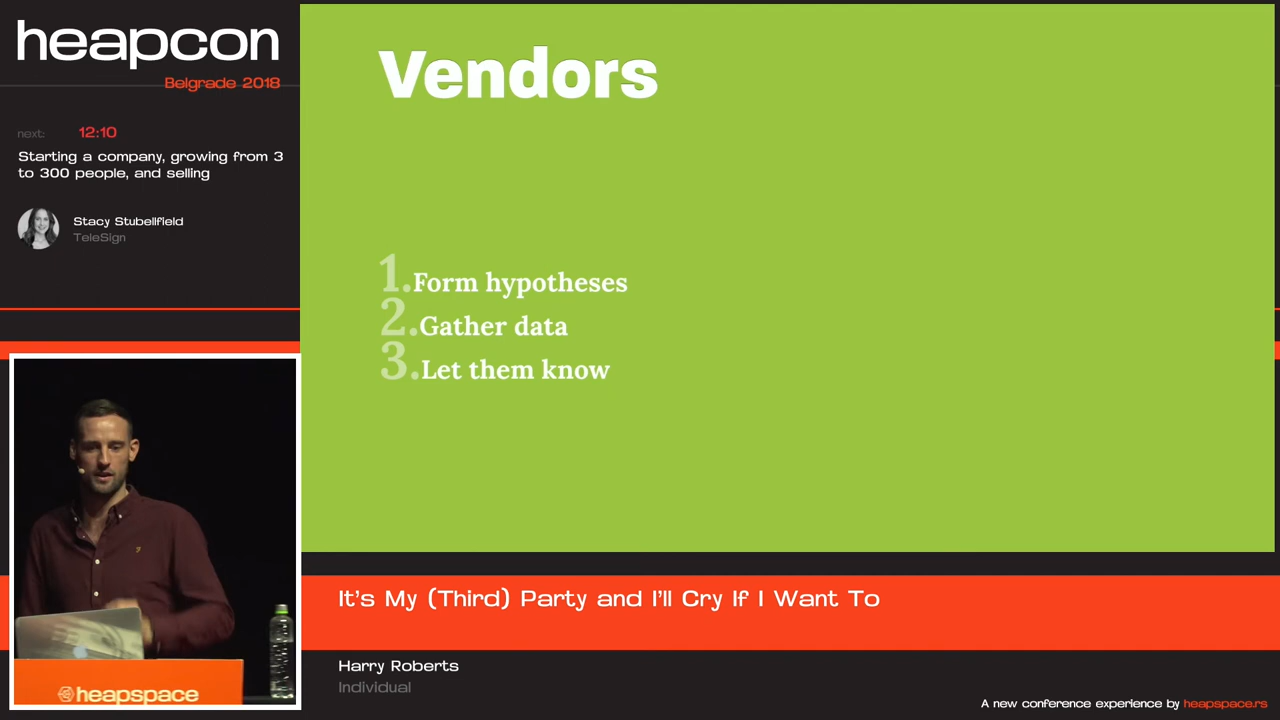 heapcon
Belgrade 2018
next: 12:10
Starting a company, growing from 3
to 300 people, and selling
Stacy Stubellfield
TeleSign
Vendors
1. Form hypotheses
2. Gather data
3. Let them know
heapspace
It's My (Third) Party and I'll Cry If I Want To
Harry Roberts
Individual
A new conference experience by heapspace.rs